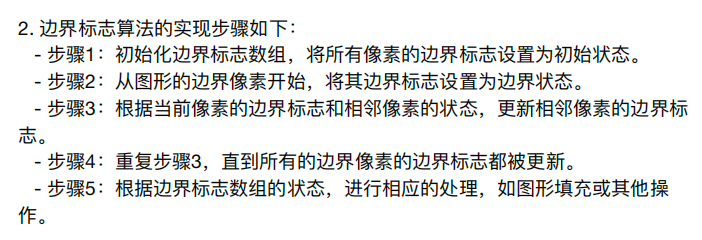 2. 边界标志算法的实现步骤如下：
- 步骤1：初始化边界标志数组，将所有像素的边界标志设置为初始状态。
- 步骤2：从图形的边界像素开始，将其边界标志设置为边界状态。
- 步骤3：根据当前像素的边界标志和相邻像素的状态，更新相邻像素的边界标
志。
- 步骤4：重复步骤3，直到所有的边界像素的边界标志都被更新。
- 步骤5：根据边界标志数组的状态，进行相应的处理，如图形填充或其他操
作。